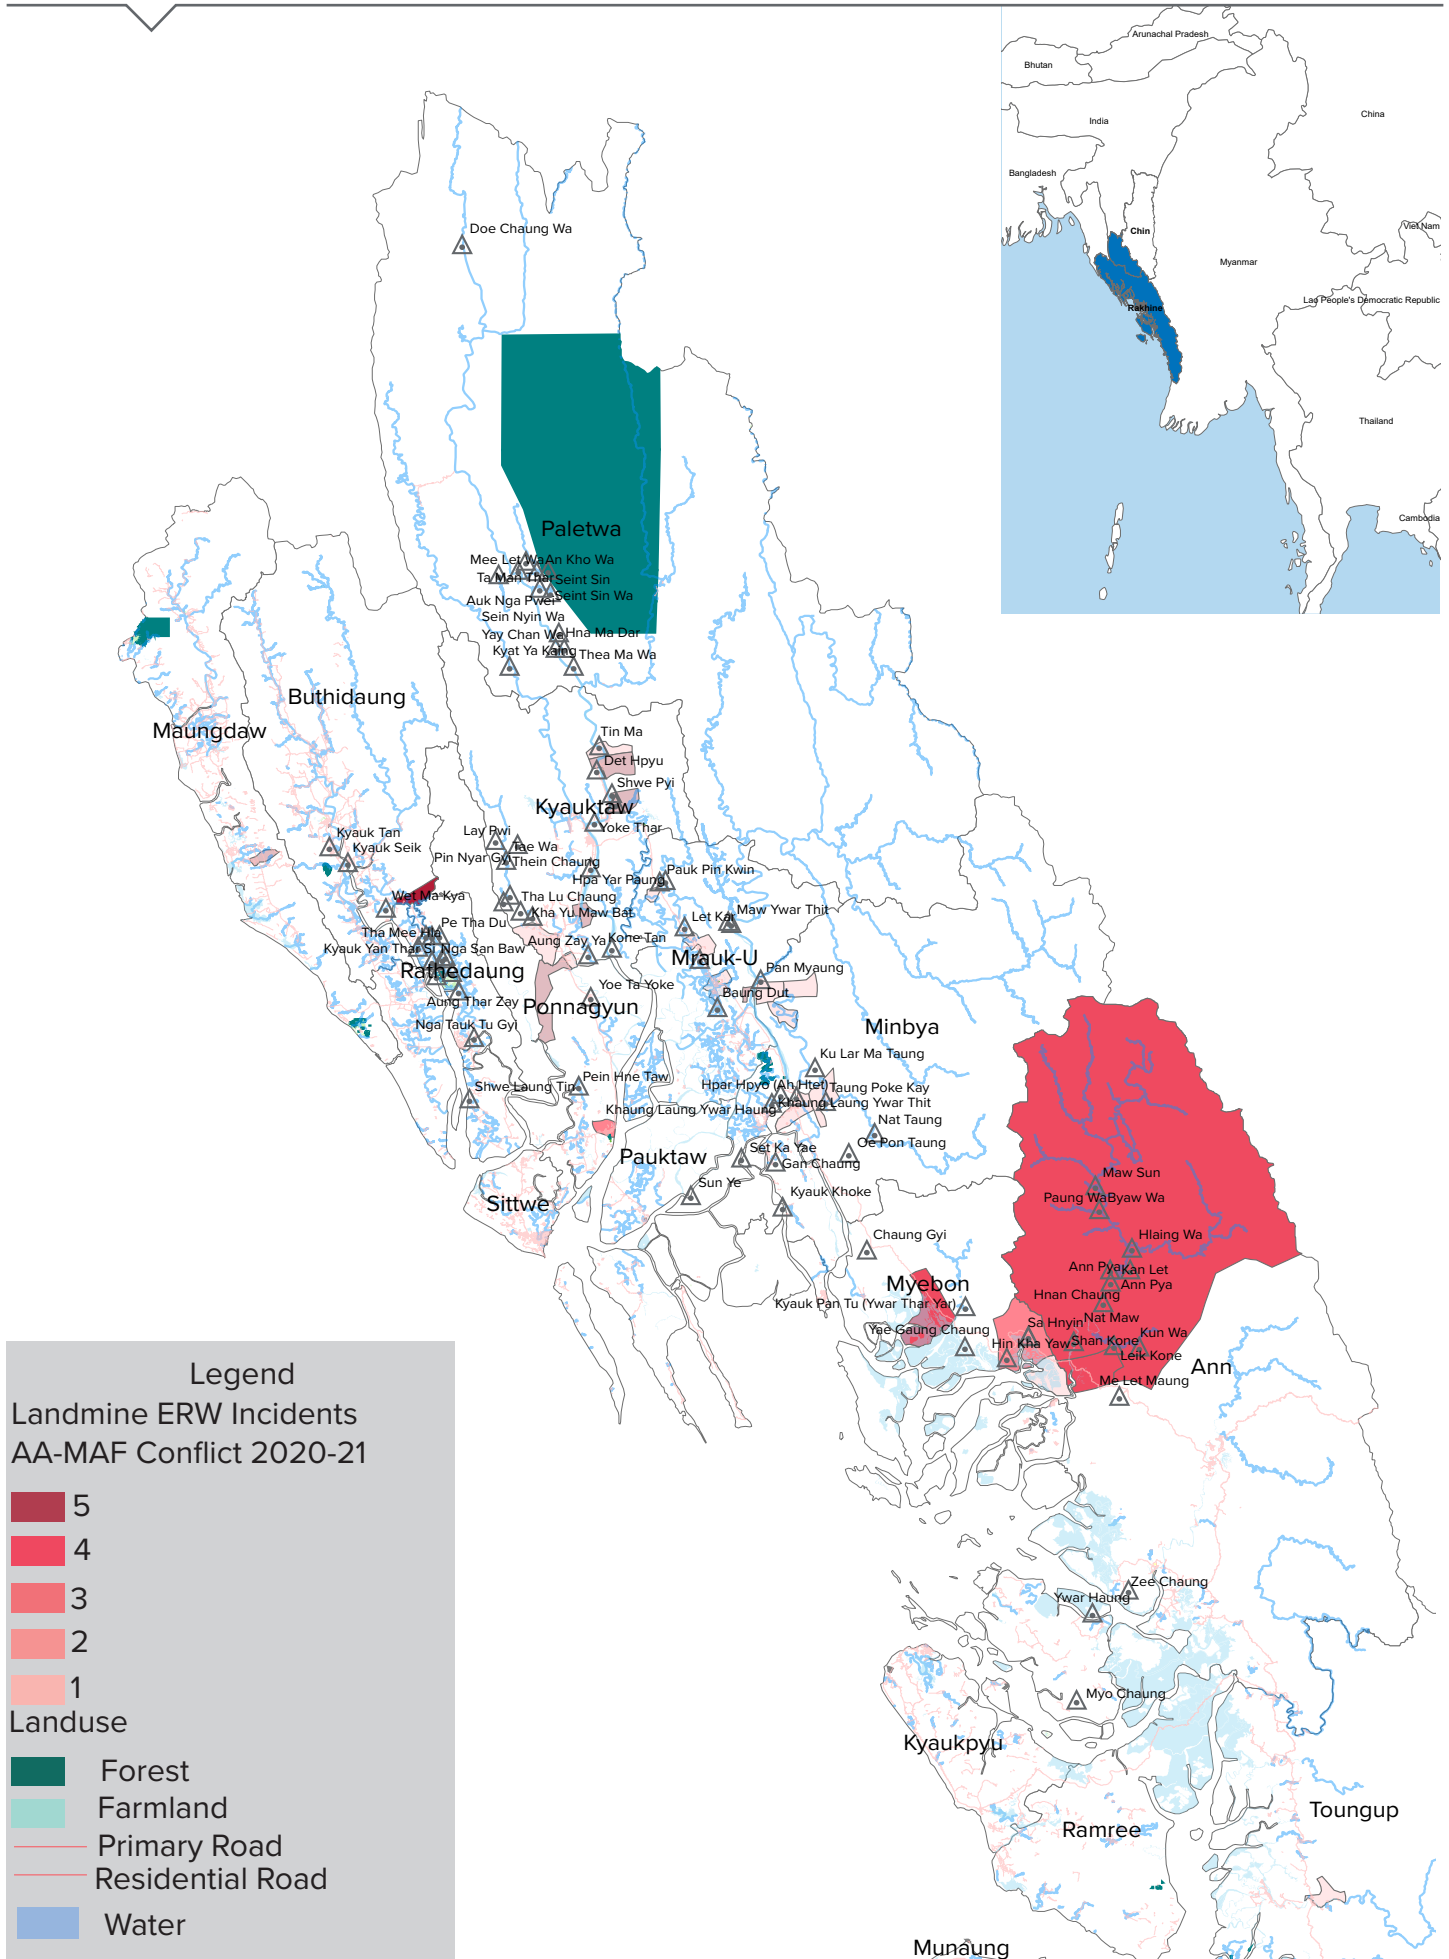 Arunachal Pradesh
Bhutan
China
India
Bangladesh
Viet Nam
Chin
Myanmar
Lao People's Democratic Republic
Rakhine
Thailand
Cambodia
Doe Chaung Wa
Paletwa
Mee Let Wa
An Kho Wa
Ta Man Thar
Seint Sin
Auk Nga Pwei
Seint Sin Wa
Sein Nyin Wa
Yay Chan Wa
Hna Ma Dar
Kyat Ya Kaing
Thea Ma Wa
Buthidaung
Maungdaw
Tin Ma
Det Hpyu
Shwe Pyi
Kyauktaw
Yoke Thar
Kyauk Tan
Kyauk Seik
Lay Pwi
Tae Wa
Pin Nyar Gyi
Thein Chaung
Hpa Yar Paung
Pauk Pin Kwin
Wet Ma Kya
Tha Lu Chaung
Kha Yu Maw Bat
Let Kar
Maw Ywar Thit
Pe Tha Du
Tha Mee Hla
Kyauk Yan Thar Si
Nga San Baw
Aung Zay Ya
Kone Tan
Mrauk-U
Rathedaung
Pan Myaung
Yoe Ta Yoke
Baung Dut
Aung Thar Zay
Ponnagyun
Nga Tauk Tu Gyi
Minbya
Ku Lar Ma Taung
Shwe Laung Tin
Pein Hne Taw
Hpar Hpyo (Ah Htet)
Taung Poke Kay
Khaung Laung Ywar Haung
Khaung Laung Ywar Thit
Nat Taung
Oe Pon Taung
Pauktaw
Set Ka Yae
Gan Chaung
Sun Ye
Kyauk Khoke
Sittwe
Maw Sun
Paung Wa
Byaw Wa
Chaung Gyi
Hlaing Wa
Ann Pya
Kan Let
Ann Pya
Myebon
Hnan Chaung
Kyauk Pan Tu (Ywar Thar Yar)
Nat Maw
Sa Hnyin
Yae Gaung Chaung
Hin Kha Yaw
Shan Kone
Kun Wa
Leik Kone
Ann
Me Let Maung
Zee Chaung
Ywar Haung
Myo Chaung
Kyaukpyu
Ramree
Toungup
Munaung
Legend
Landmine ERW Incidents
AA-MAF Conflict 2020-21
5
4
3
2
1
Landuse
Forest
Farmland
Primary Road
Residential Road
Water